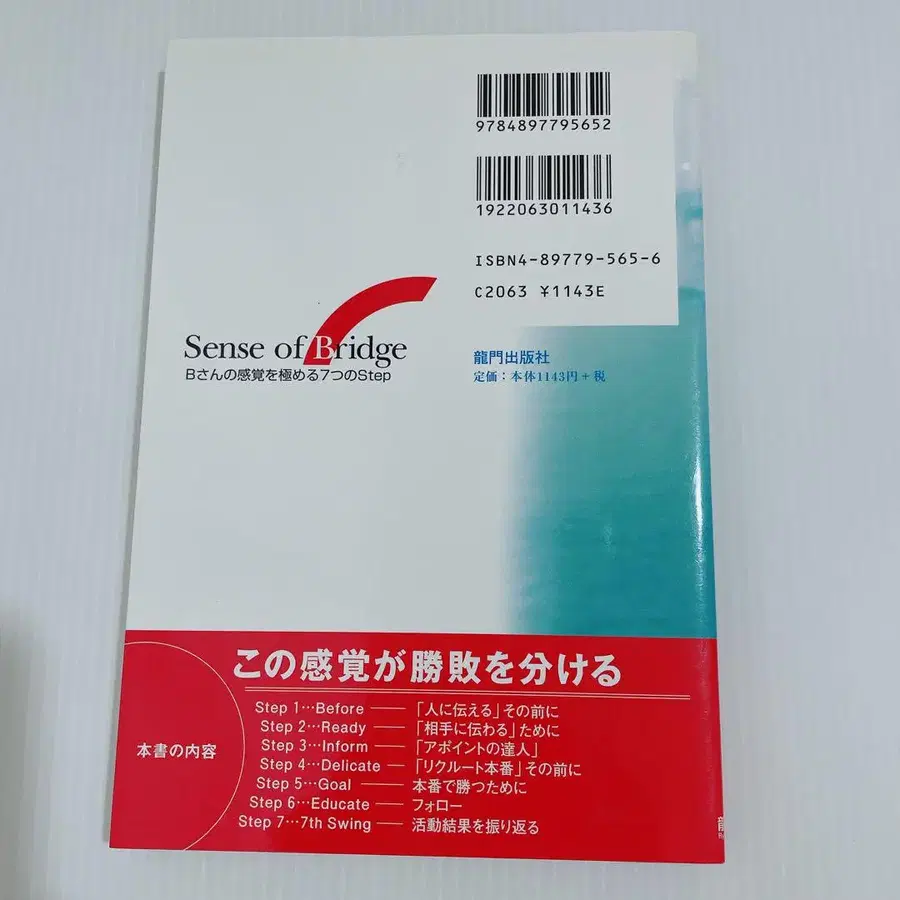 9784897795652
1922063011436
ISBN4-89779-565-6
C2063 ¥1143E
Sense of Bridge
Bさんの感覚を極める7つのStep
龍門出版社
定価：本体1143円+税
この感覚が勝敗を分ける
本書の内容
Step 1…Before ── 「人に伝える」その前に
Step 2…Ready ── 「相手に伝わる」ために
Step 3…Inform ── 「アポイントの達人」
Step 4…Delicate ── 「リクルート本番」その前に
Step 5…Goal ── 本番で勝つために
Step 6…Educate ── フォロー
Step 7…7th Swing ── 活動結果を振り返る